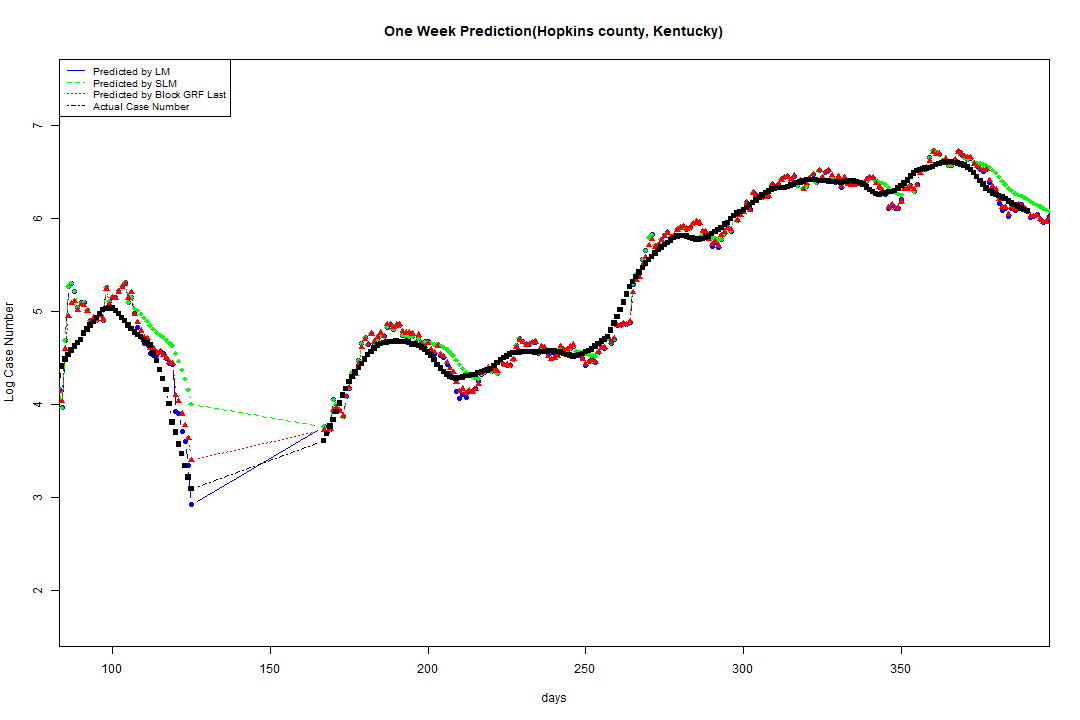 One Week Prediction(Hopkins county, Kentucky)
Predicted by LM
Predicted by SLM
Predicted by Block GRF Last
Actual Case Number
7
6
5
4
3
2
Log Case Number
100 150 200 250 300 350
days